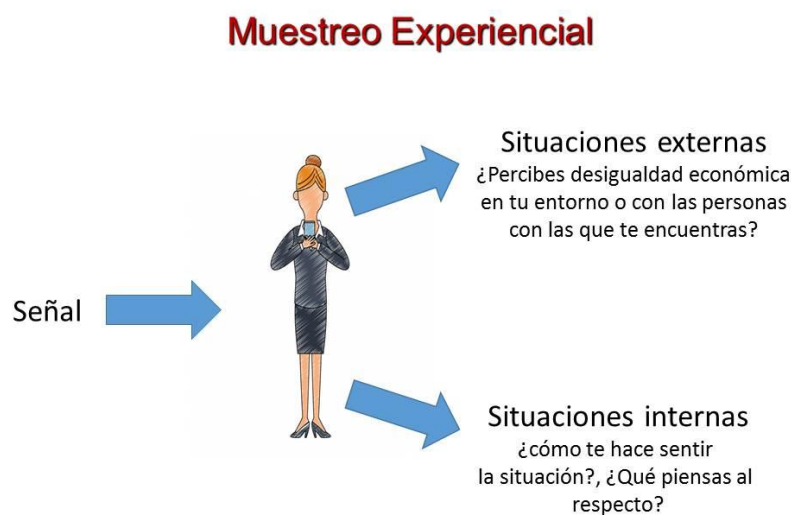 Muestreo Experiencial
Situaciones externas
¿Percibes desigualdad económica
en tu entorno o con las personas
con las que te encuentras?
Señal
Situaciones internas
¿cómo te hace sentir
la situación?, ¿Qué piensas al
respecto?